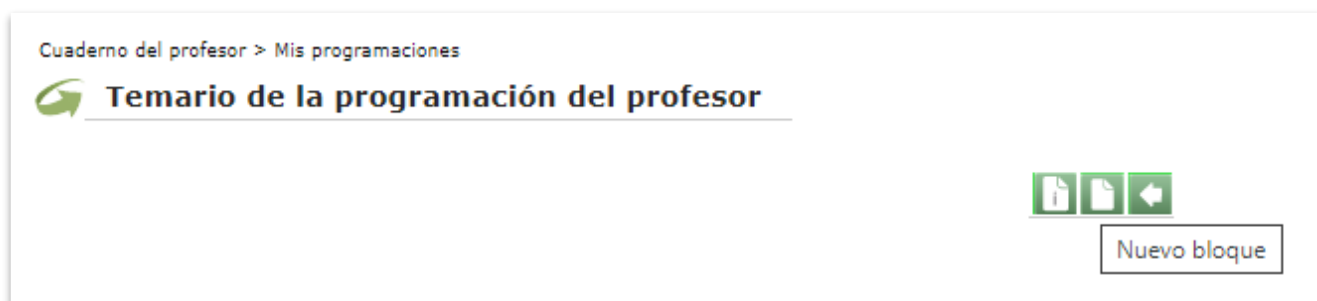 Cuaderno del profesor > Mis programaciones
Temario de la programación del profesor
i
Nuevo bloque